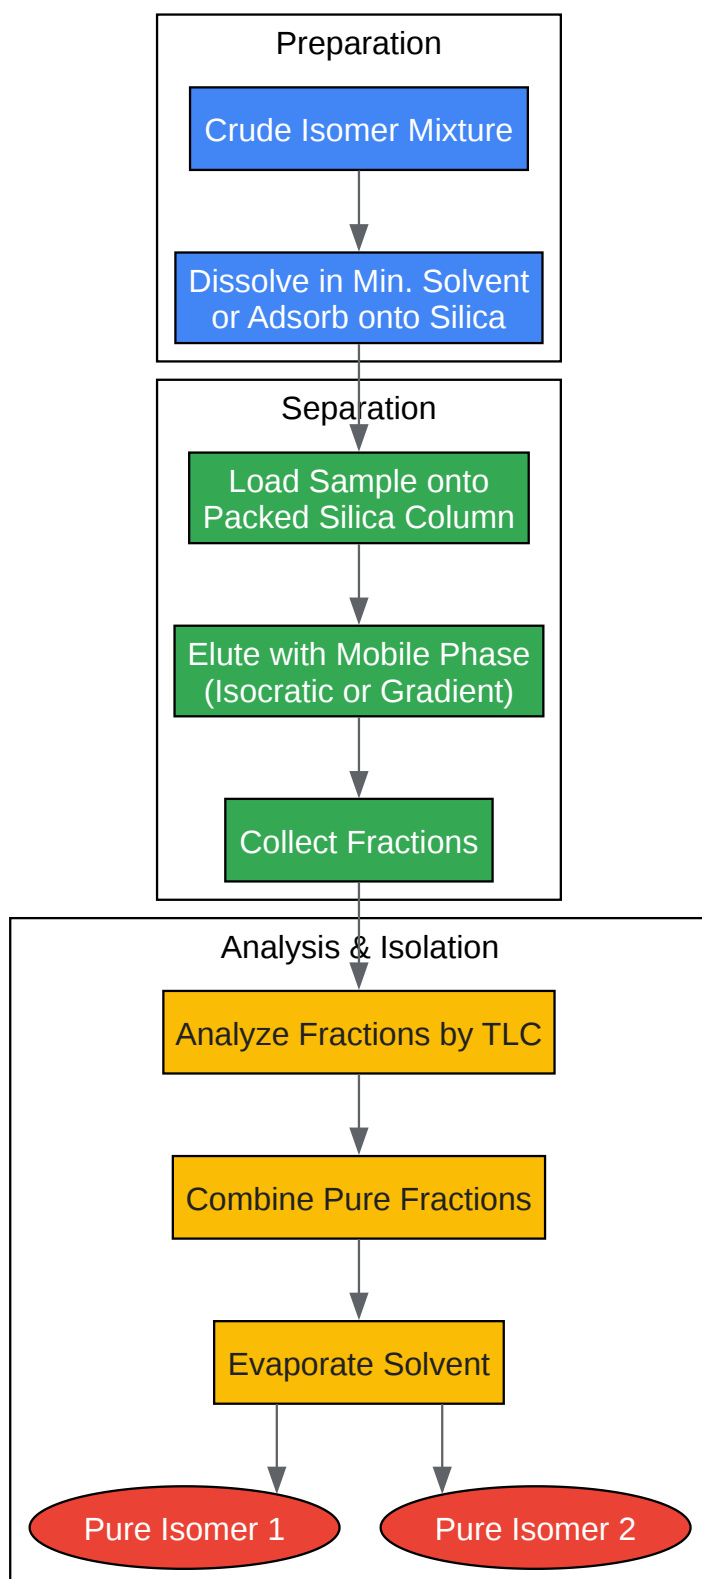 Preparation
Crude Isomer Mixture
Dissolve in Min. Solvent
or Adsorb onto Silica
Separation
Load Sample onto
Packed Silica Column
Elute with Mobile Phase
(Isocratic or Gradient)
Collect Fractions
Analysis & Isolation
Analyze Fractions by TLC
Combine Pure Fractions
Evaporate Solvent
Pure Isomer 1
Pure Isomer 2